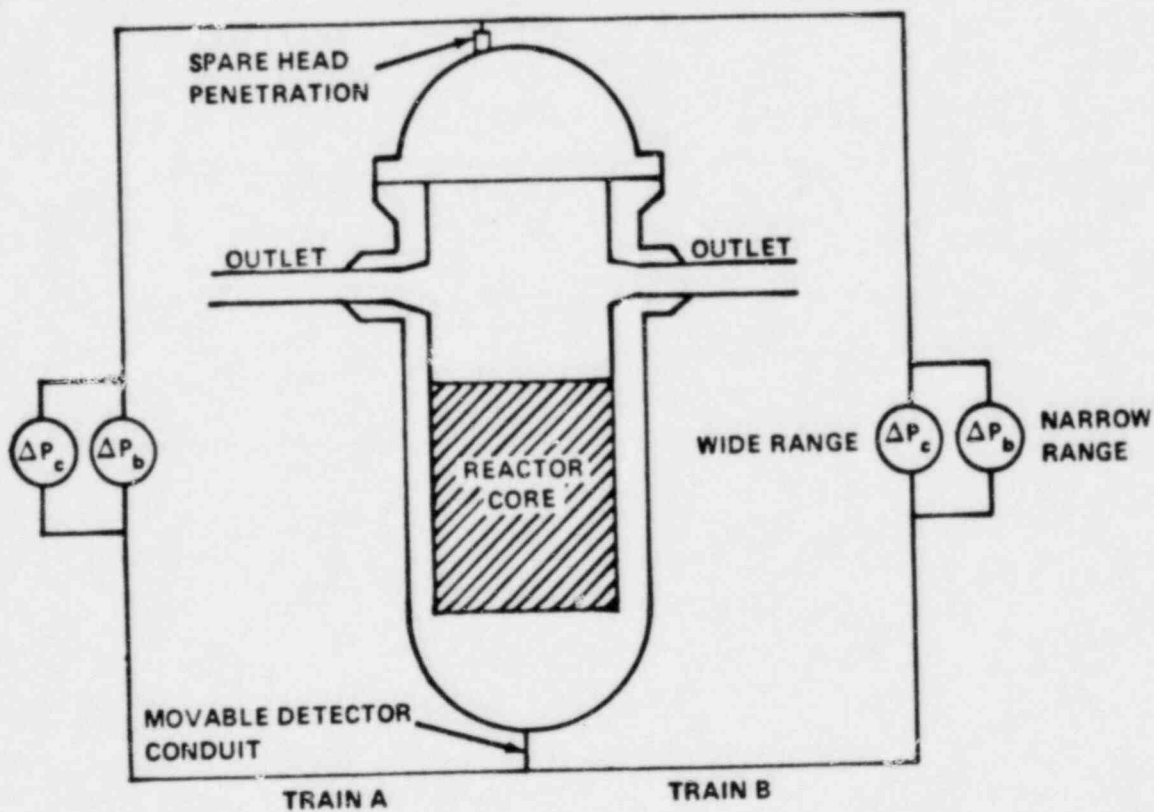 SPARE HEAD
PENETRATION
OUTLET
OUTLET
ΔPc
ΔPb
WIDE RANGE
ΔPc
ΔPb
NARROW
RANGE
REACTOR
CORE
MOVABLE DETECTOR
CONDUIT
TRAIN A
TRAIN B